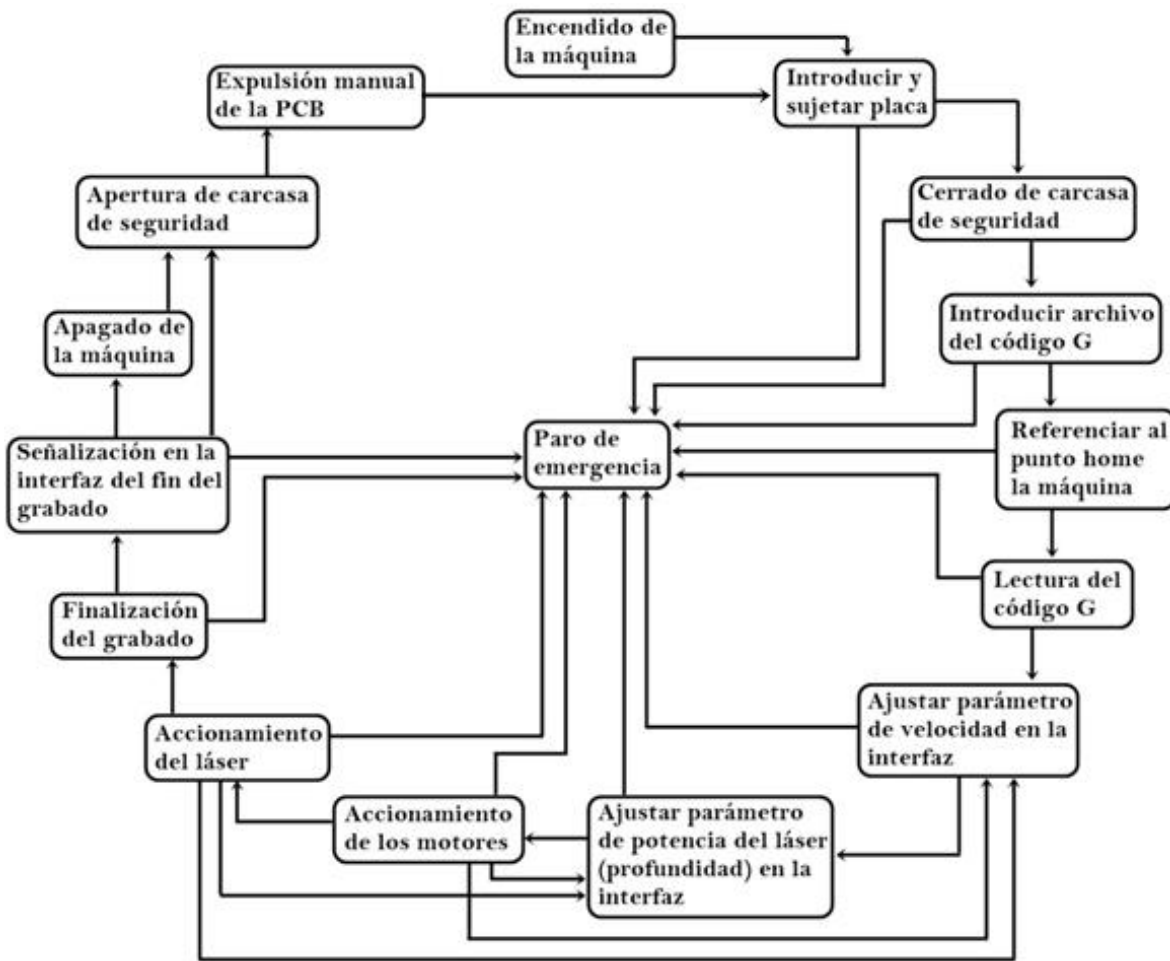 Encendido de
la máquina
Introducir y
sujetar placa
Expulsión manual
de la PCB
Apertura de carcasa
de seguridad
Cerrado de carcasa
de seguridad
Apagado de
la máquina
Introducir archivo
del código G
Señalización en la
interfaz del fin del
grabado
Paro de
emergencia
Referenciar al
punto home
la máquina
Finalización
del grabado
Lectura del
código G
Accionamiento
del láser
Ajustar parámetro
de velocidad en la
interfaz
Accionamiento
de los motores
Ajustar parámetro
de potencia del láser
(profundidad) en la
interfaz